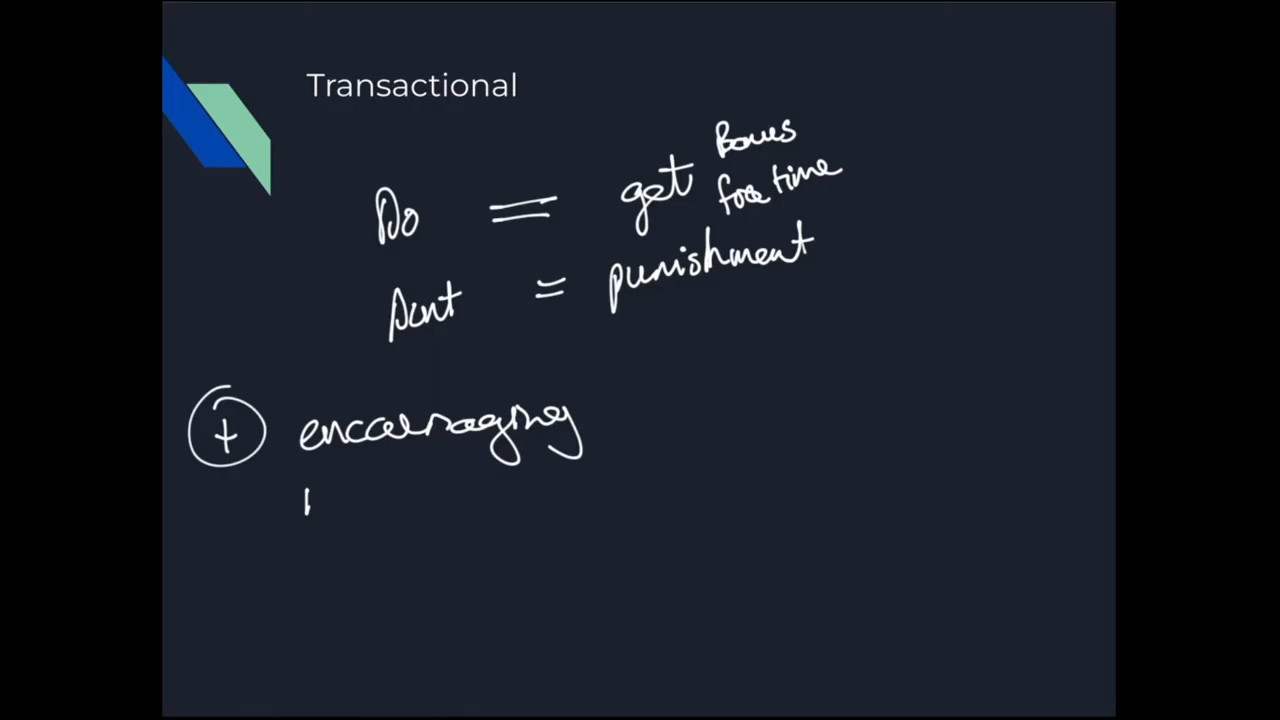 Transactional
Bonus
Do = get free time
Dont = punishment
+ encouraging